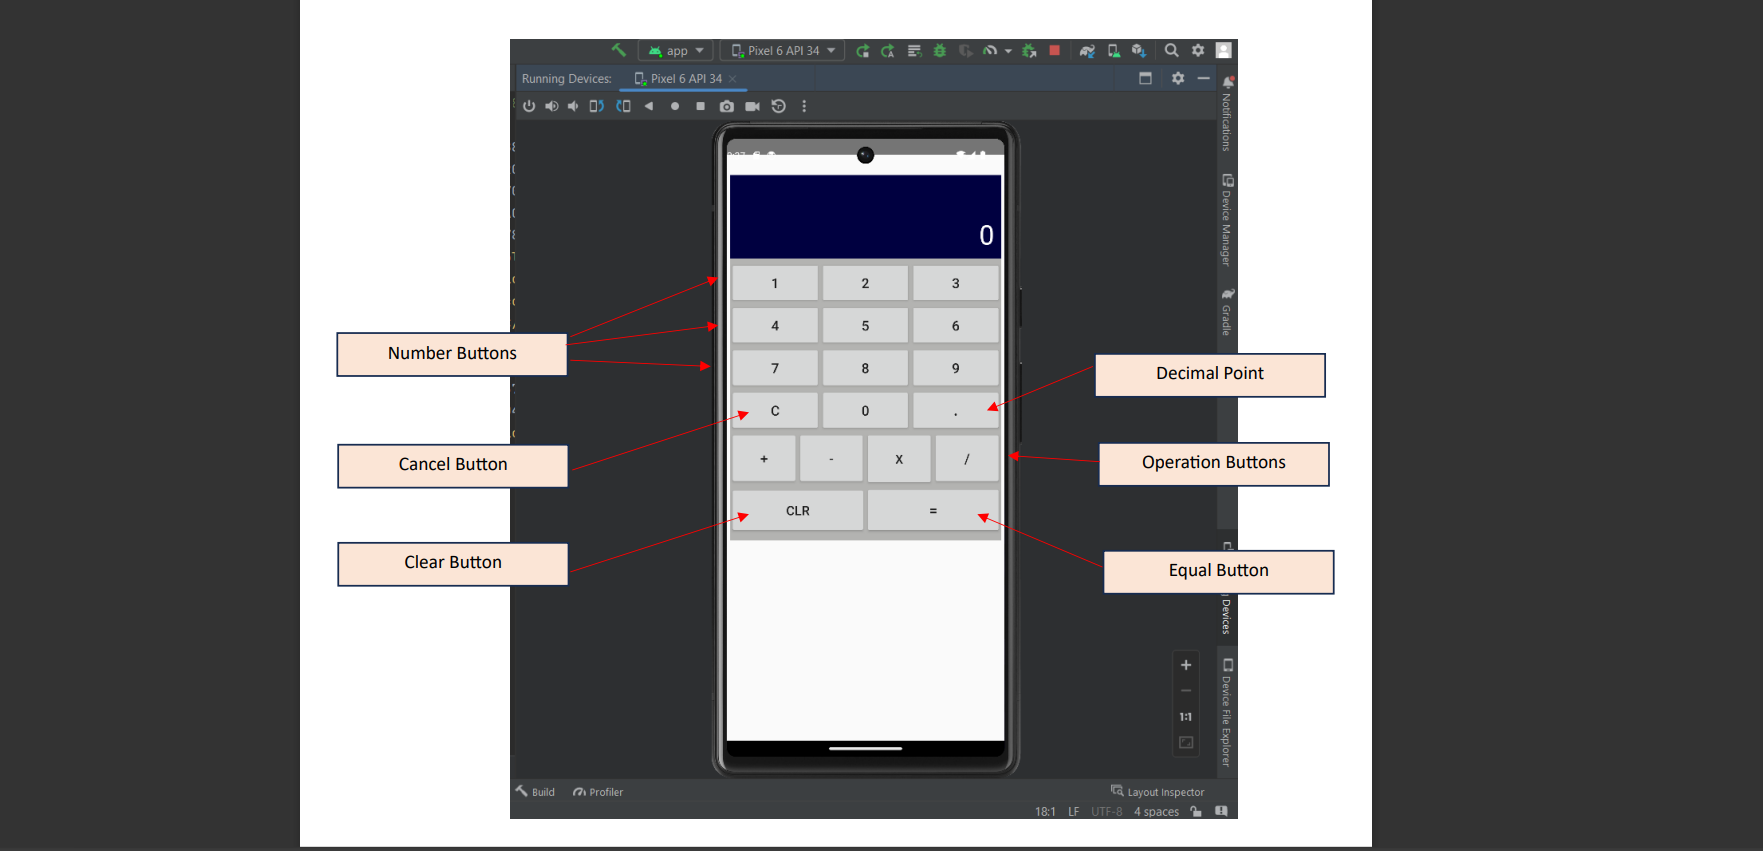 app
Pixel 6 API 34
Running Devices:
Pixel 6 API 34
Notifications
Device Manager
Gradle
0
1 2 3
4 5 6
7 8 9
C 0 .
+ - X /
CLR =
Number Buttons
Cancel Button
Clear Button
Decimal Point
Operation Buttons
Equal Button
Devices
Device File Explorer
1:1
Build
Profiler
Layout Inspector
18:1 LF UTF-8 4 spaces